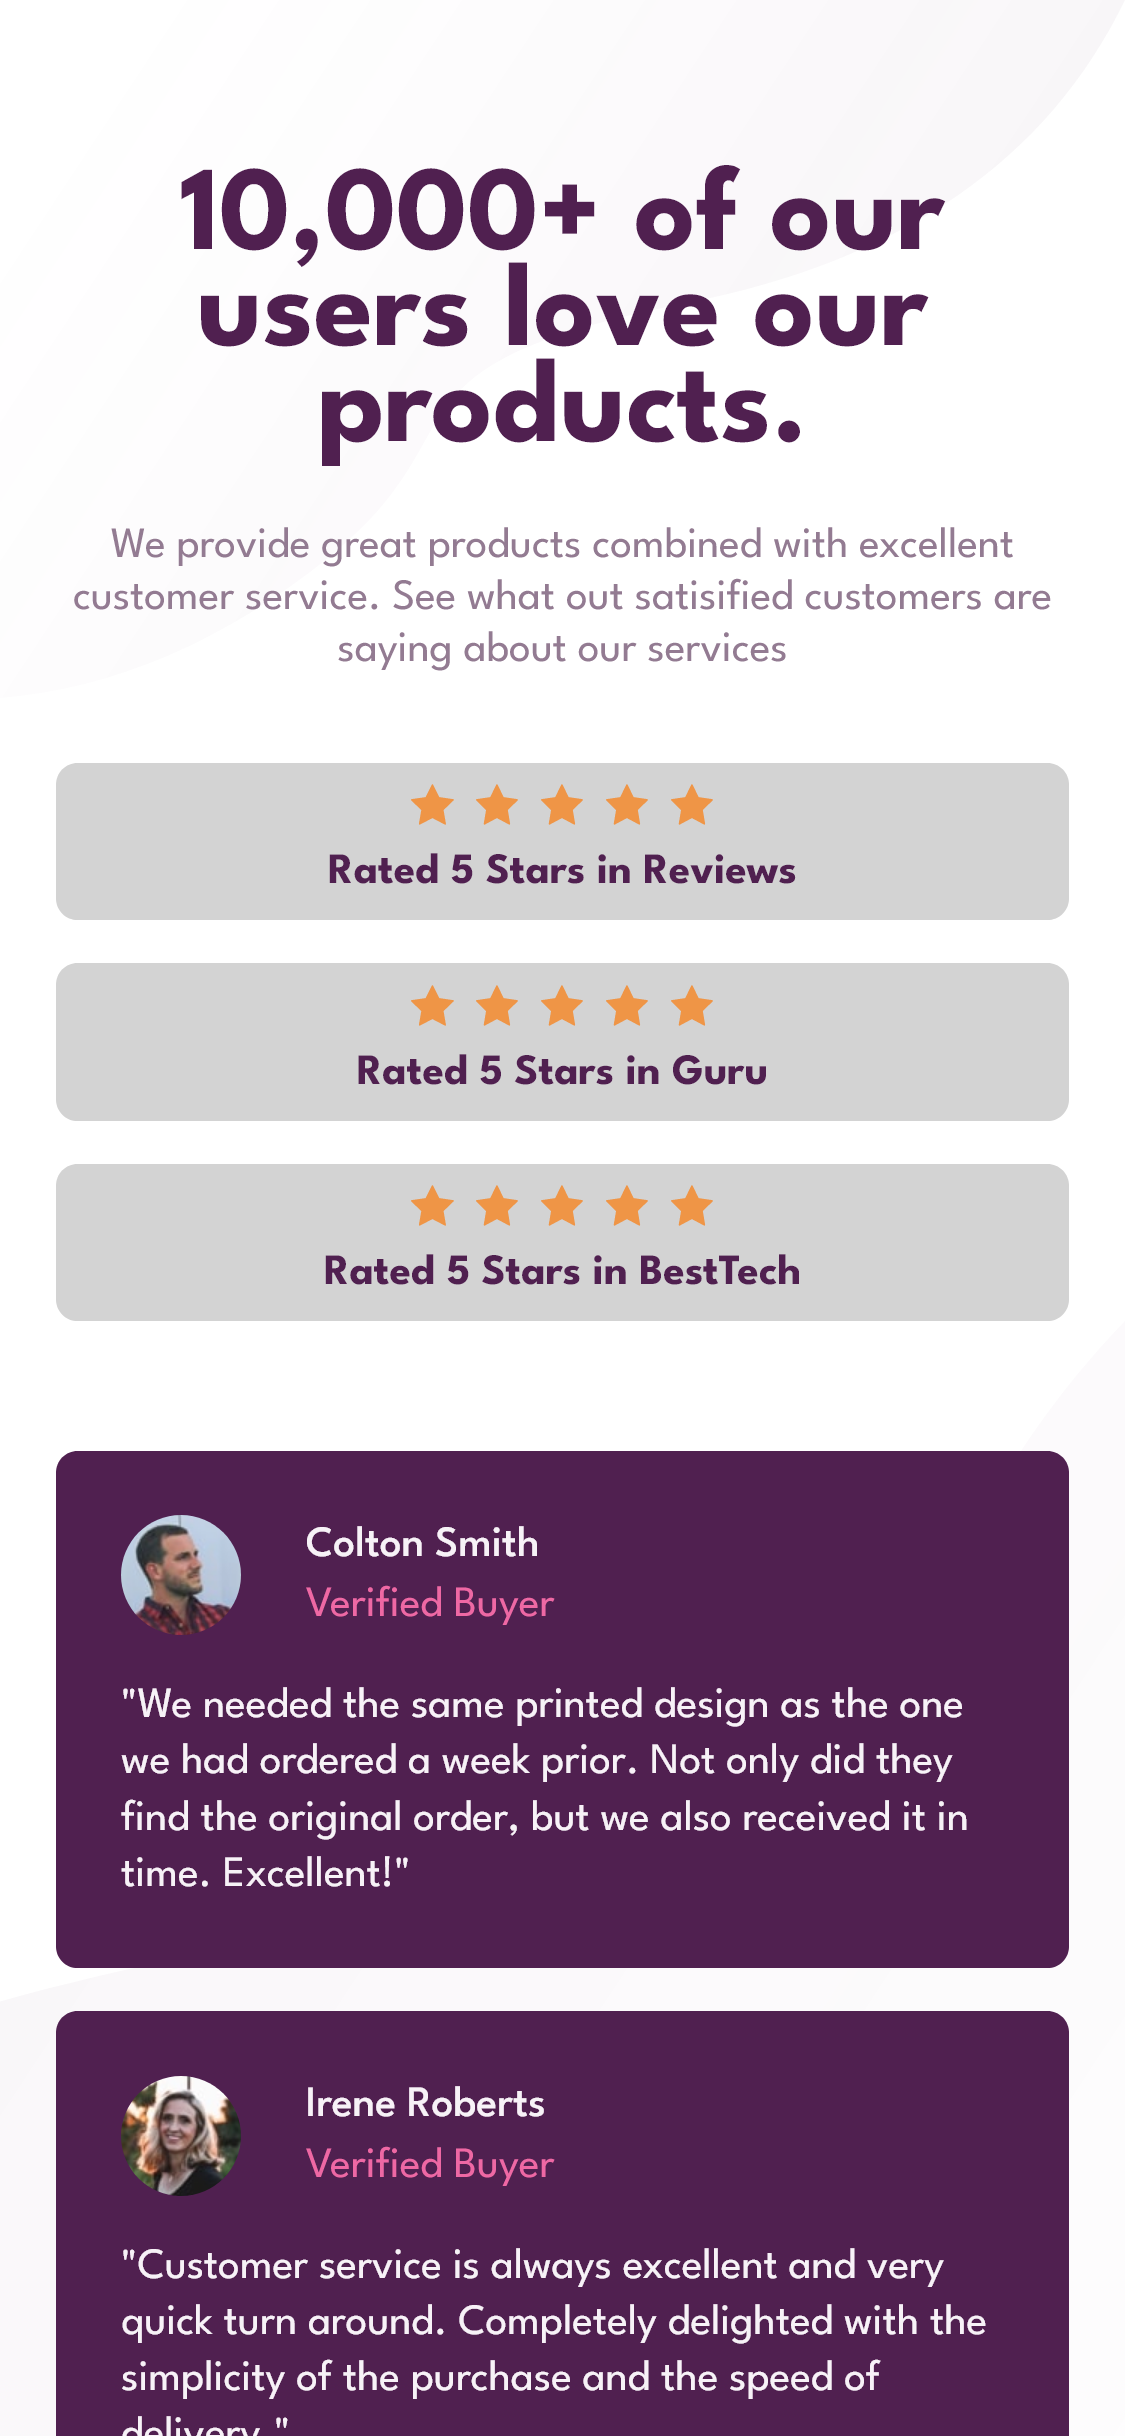 10,000+ of our
users love our
products.
We provide great products combined with excellent
customer service. See what out satisified customers are
saying about our services
Rated 5 Stars in Reviews
Rated 5 Stars in Guru
Rated 5 Stars in BestTech
Colton Smith
Verified Buyer
"We needed the same printed design as the one
we had ordered a week prior. Not only did they
find the original order, but we also received it in
time. Excellent!"
Irene Roberts
Verified Buyer
"Customer service is always excellent and very
quick turn around. Completely delighted with the
simplicity of the purchase and the speed of
delivery."